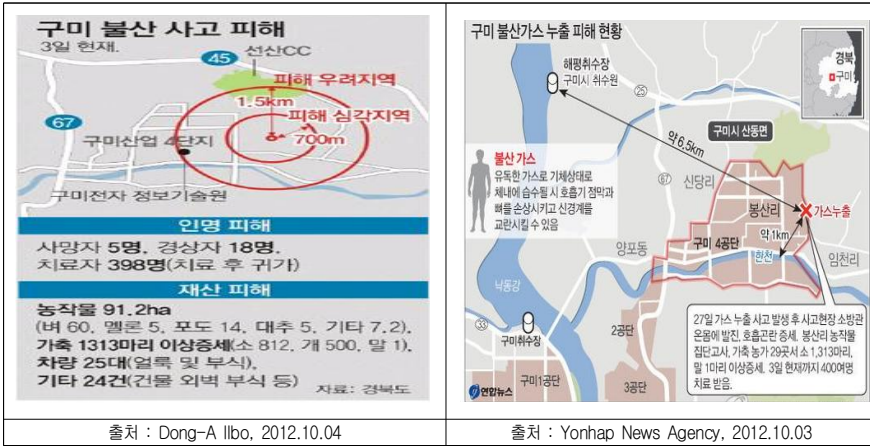 구미 불산 사고 피해
3일 현재.
45
선산CC
피해 우려지역
1.5km
피해 심각지역
67
구미산업 4단지
700m
구미전자 정보기술원
인명 피해
사망자 5명, 경상자 18명,
치료자 398명(치료 후 귀가)
재산 피해
농작물 91.2ha
(벼 60, 멜론 5, 포도 14, 대추 5, 기타 7.2),
가축 1313마리 이상증세(소 812, 개 500, 말 1),
차량 25대(얼룩 및 부식),
기타 24건(건물 외벽 부식 등)
자료: 경북도
출처 : Dong-A Ilbo, 2012.10.04
구미 불산가스 누출 피해 현황
해평취수장
구미시 취수원
경북
구미
25
약 6.5km
구미시 산동면
불산 가스
유독한 가스로 기체상태로
체내에 습수될 시 호흡기 점막과
뼈를 손상시키고 신경계를
교란시킬 수 있음
67
신당리
봉산리
가스누출
약 1km
구미 4공단
한천
양포동
임천리
낙동강
33
구미취수장
2공단
구미1공단
3공단
27일 가스 누출 사고 발생 후 사고현장 소방관
온몸에 발진, 호흡곤란 증세. 봉산리 농작물
집단고사, 가축 농가 29곳서 소 1,313마리,
말 1마리 이상증세. 3일 현재까지 400여명
치료 받음.
연합뉴스
출처 : Yonhap News Agency, 2012.10.03